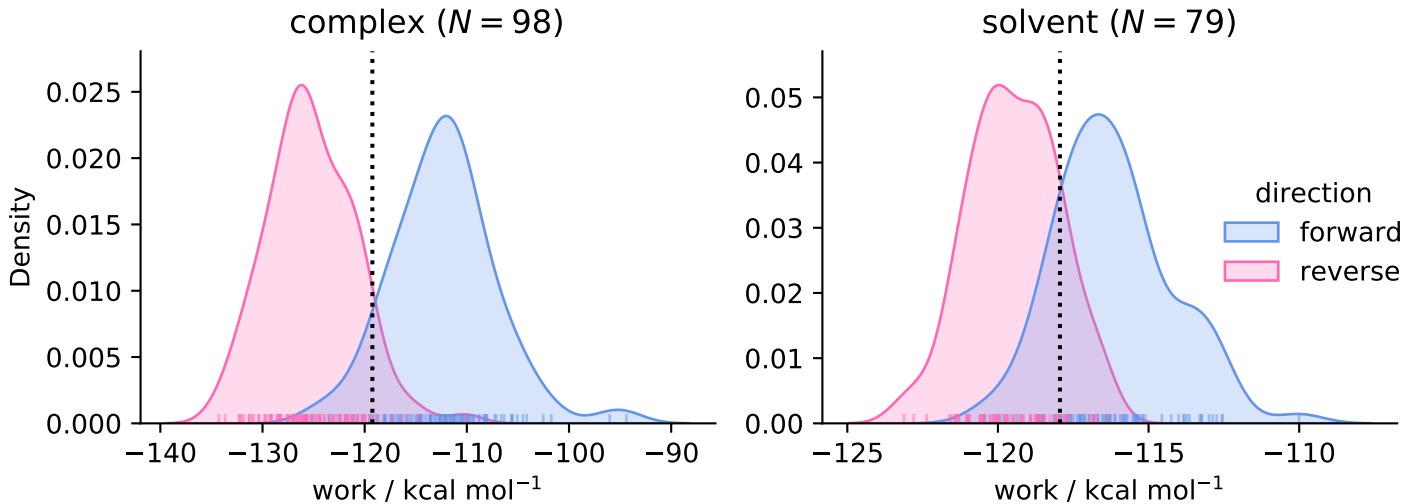 complex (N = 98)
Density
0.025
0.020
0.015
0.010
0.005
0.000
−140
−130
−120
−110
−100
−90
work / kcal mol⁻¹
solvent (N = 79)
0.05
0.04
0.03
0.02
0.01
0.00
−125
−120
−115
−110
work / kcal mol⁻¹
direction
forward
reverse